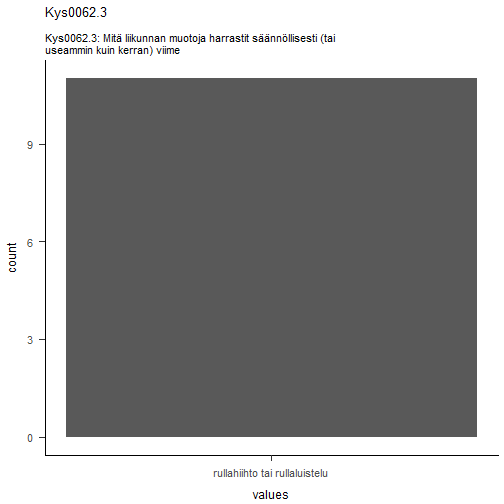 Kys0062.3
Kys0062.3: Mitä liikunnan muotoja harrastit säännöllisesti (tai
useammin kuin kerran) viime
count
9
6
3
0
rullahiihto tai rullaluistelu
values